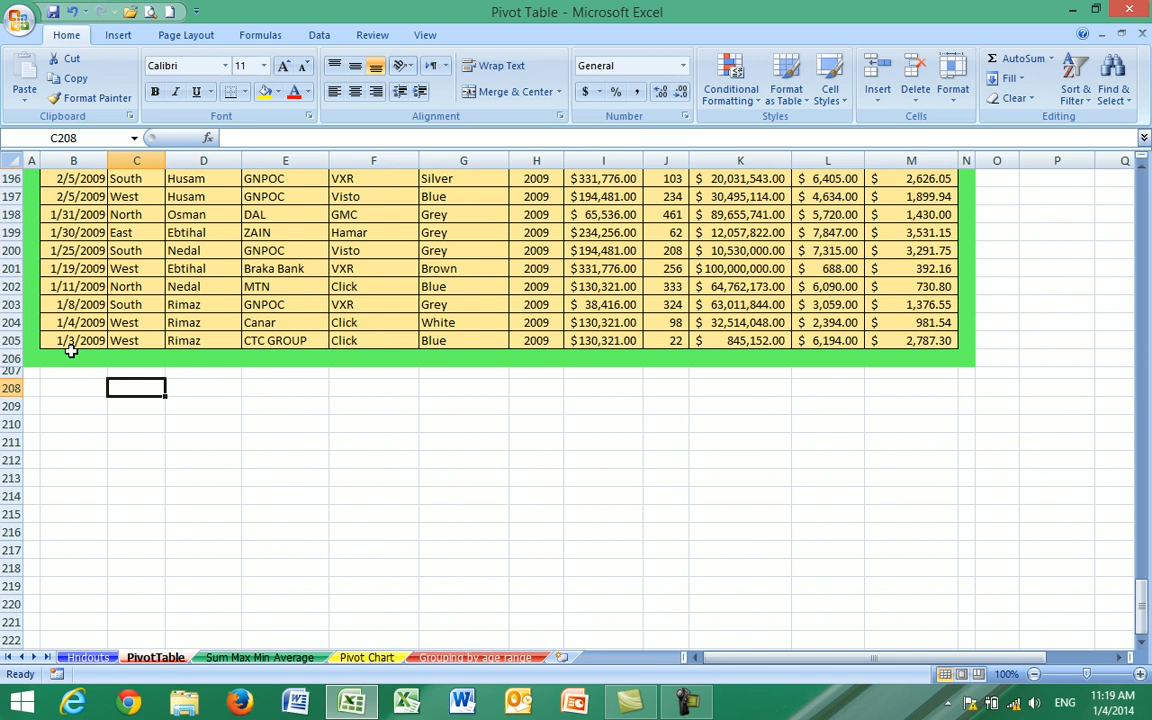 Pivot Table - Microsoft Excel
Home Insert Page Layout Formulas Data Review View
Paste
Cut
Copy
Format Painter
Clipboard
Calibri 11
B I U
Font
Wrap Text
Merge & Center
Alignment
General
$ % ,
Number
Conditional Formatting
Format as Table
Cell Styles
Styles
Insert Delete Format
Cells
Σ AutoSum
Fill
Clear
Sort & Filter
Find & Select
Editing
C208 fx
A B C D E F G H I J K L M N O P Q
196 2/5/2009 South Husam GNPOC VXR Silver 2009 $331,776.00 103 $ 20,031,543.00 $ 6,405.00 $ 2,626.05
197 2/5/2009 West Husam GNPOC Visto Blue 2009 $194,481.00 234 $ 30,495,114.00 $ 4,634.00 $ 1,899.94
198 1/31/2009 North Osman DAL GMC Grey 2009 $ 65,536.00 461 $ 89,655,741.00 $ 5,720.00 $ 1,430.00
199 1/30/2009 East Ebtihal ZAIN Hamar Grey 2009 $234,256.00 62 $ 12,057,822.00 $ 7,847.00 $ 3,531.15
200 1/25/2009 South Nedal GNPOC Visto Grey 2009 $194,481.00 208 $ 10,530,000.00 $ 7,315.00 $ 3,291.75
201 1/19/2009 West Ebtihal Braka Bank VXR Brown 2009 $331,776.00 256 $100,000,000.00 $ 688.00 $ 392.16
202 1/11/2009 North Nedal MTN Click Blue 2009 $130,321.00 333 $ 64,762,173.00 $ 6,090.00 $ 730.80
203 1/8/2009 South Rimaz GNPOC VXR Grey 2009 $ 38,416.00 324 $ 63,011,844.00 $ 3,059.00 $ 1,376.55
204 1/4/2009 West Rimaz Canar Click White 2009 $130,321.00 98 $ 32,514,048.00 $ 2,394.00 $ 981.54
205 1/3/2009 West Rimaz CTC GROUP Click Blue 2009 $130,321.00 22 $ 845,152.00 $ 6,194.00 $ 2,787.30
206
207
208
209
210
211
212
213
214
215
216
217
218
219
220
221
222
Hndouts PivotTable Sum Max Min Average Pivot Chart Grouping by age range
Ready 100%
ENG 11:19 AM
1/4/2014